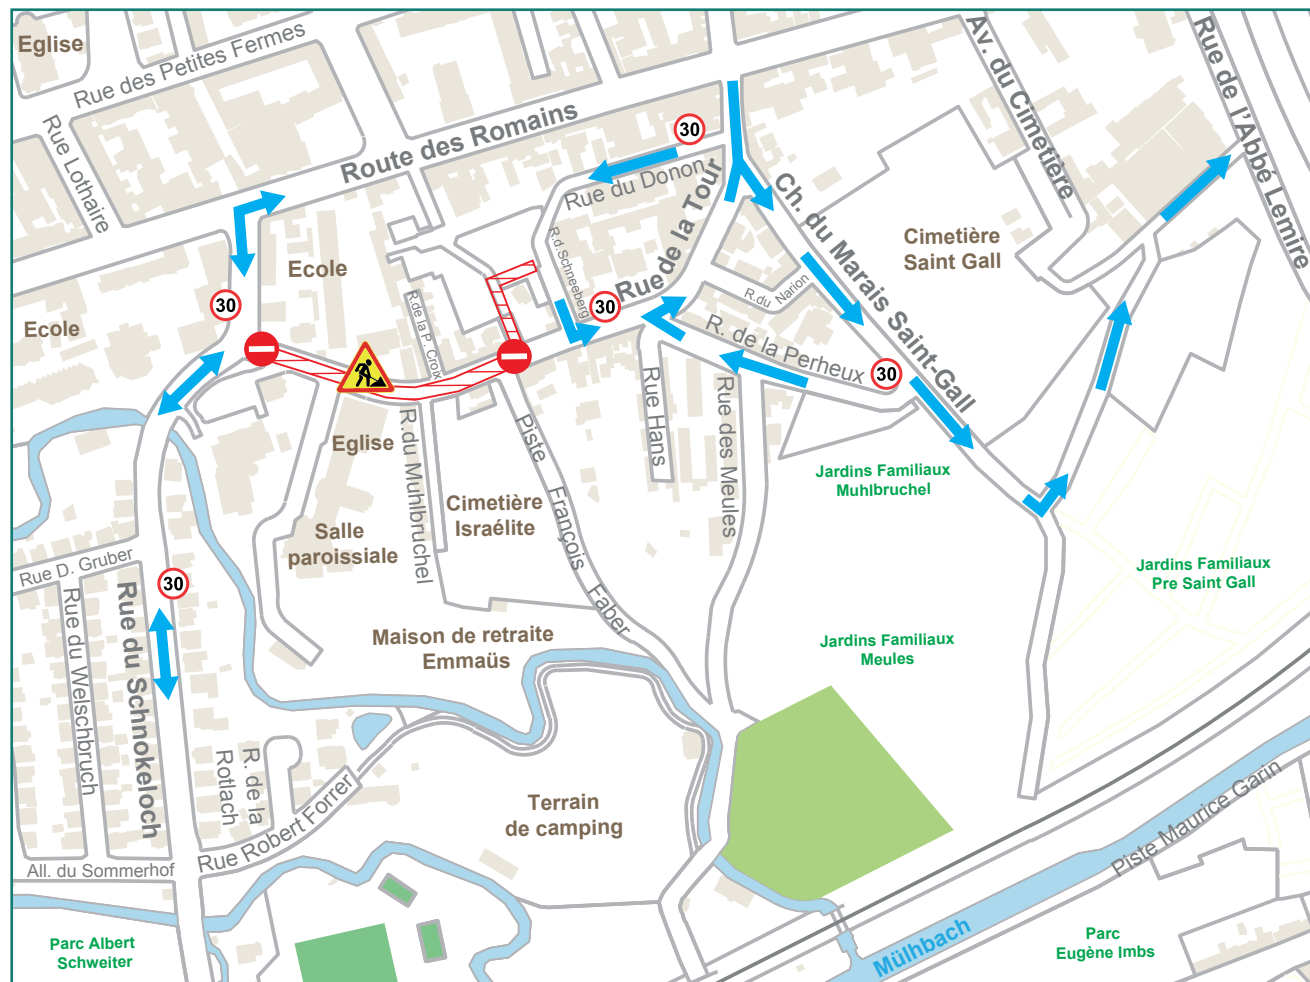 Eglise
Rue des Petites Fermes
Rue Lothaire
Route des Romains
Av. du Cimetière
Rue de l'Abbé Lemire
30
Rue du Donon
Rue de la Tour
Ch. du Marais Saint-Gall
Cimetière
Saint Gall
Ecole
R.d.Schneeberg
30
Ecole
30
R.de la P. Croix
R.du Narion
R. de la Perheux
30
Eglise
R.du Muhlbruchel
Piste François Faber
Rue Hans
Rue des Meules
Jardins Familiaux
Muhlbruchel
Cimetière
Israélite
Salle
paroissiale
Rue D. Gruber
30
Rue du Welschbruch
Rue du Schnokeloch
Jardins Familiaux
Pre Saint Gall
Maison de retraite
Emmaüs
Jardins Familiaux
Meules
R. de la
Rotlach
Rue Robert Forrer
Terrain
de camping
All. du Sommerhof
Piste Maurice Garin
Mülhbach
Parc Albert
Schweiter
Parc
Eugène Imbs